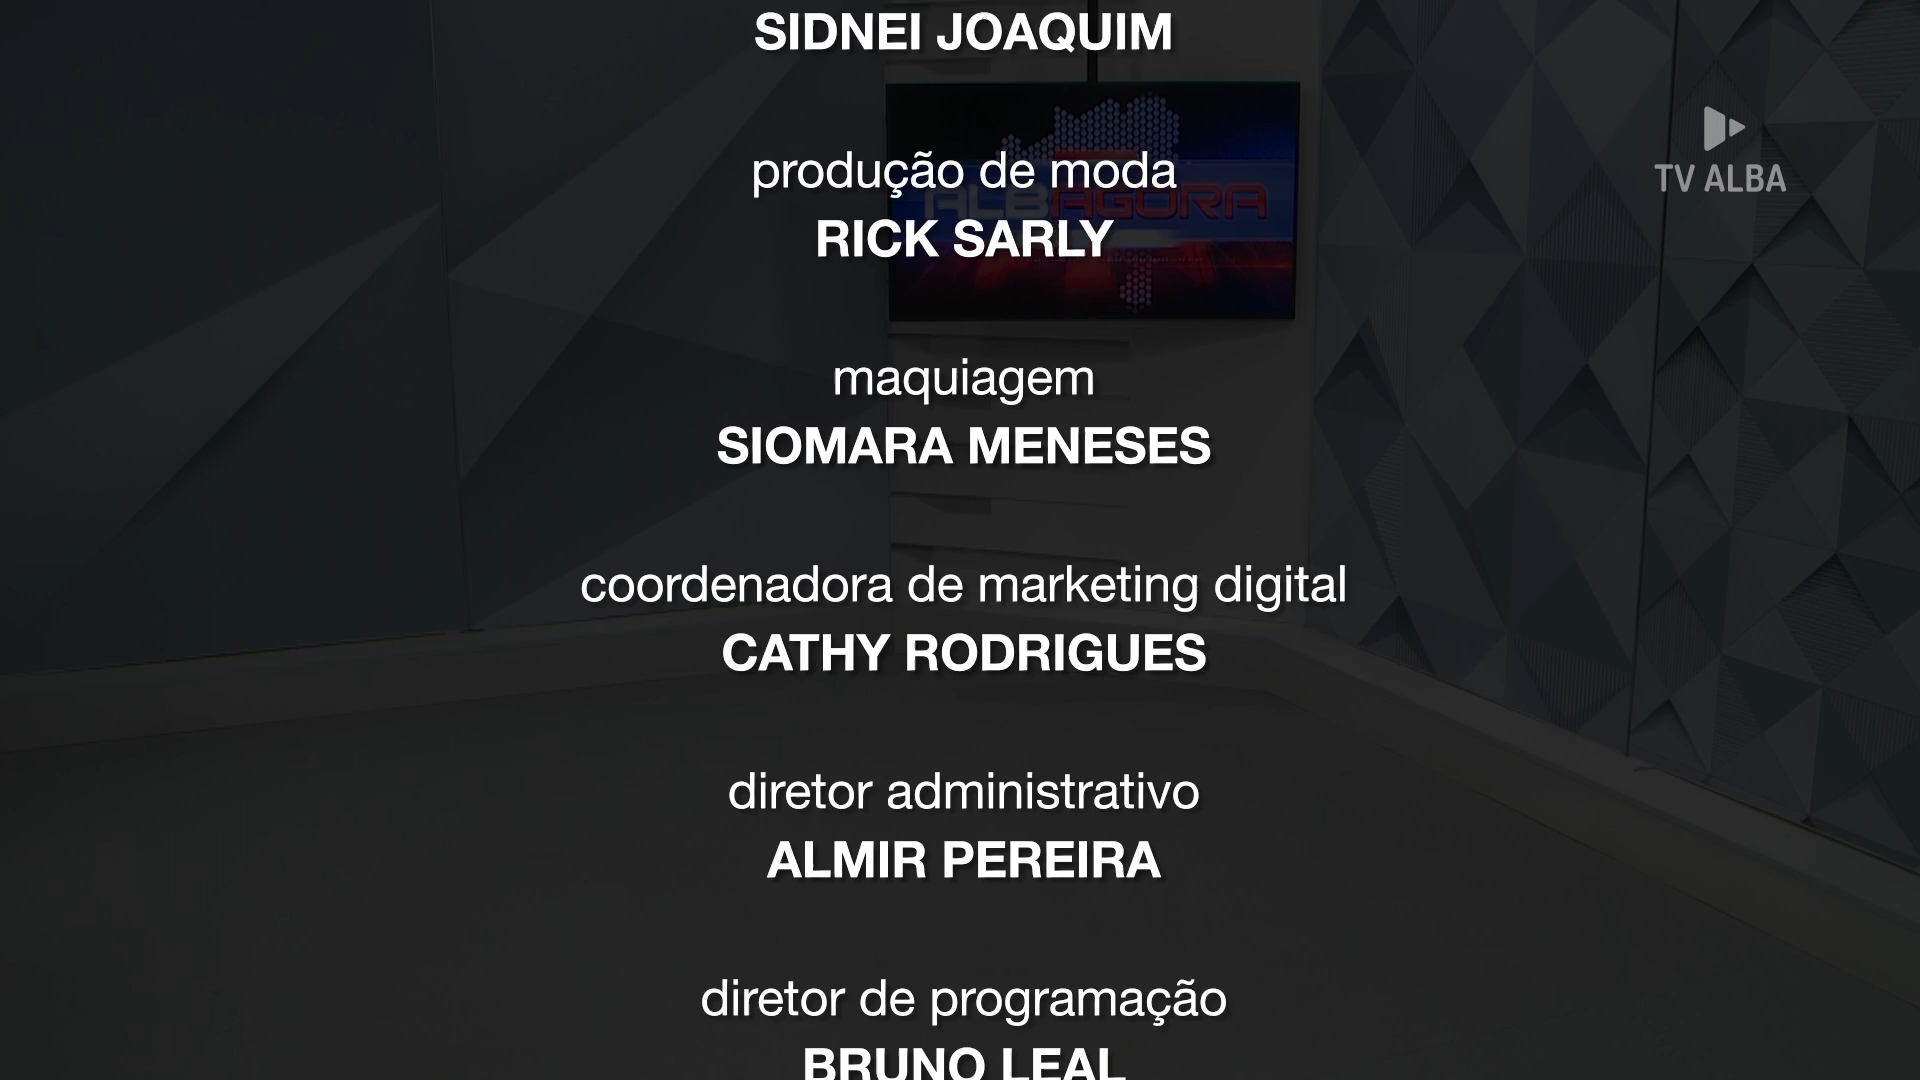 SIDNEI JOAQUIM
produção de moda
RICK SARLY
maquiagem
SIOMARA MENESES
coordenadora de marketing digital
CATHY RODRIGUES
diretor administrativo
ALMIR PEREIRA
diretor de programação
BRUNO LEAL
TV ALBA
ALBAGORA